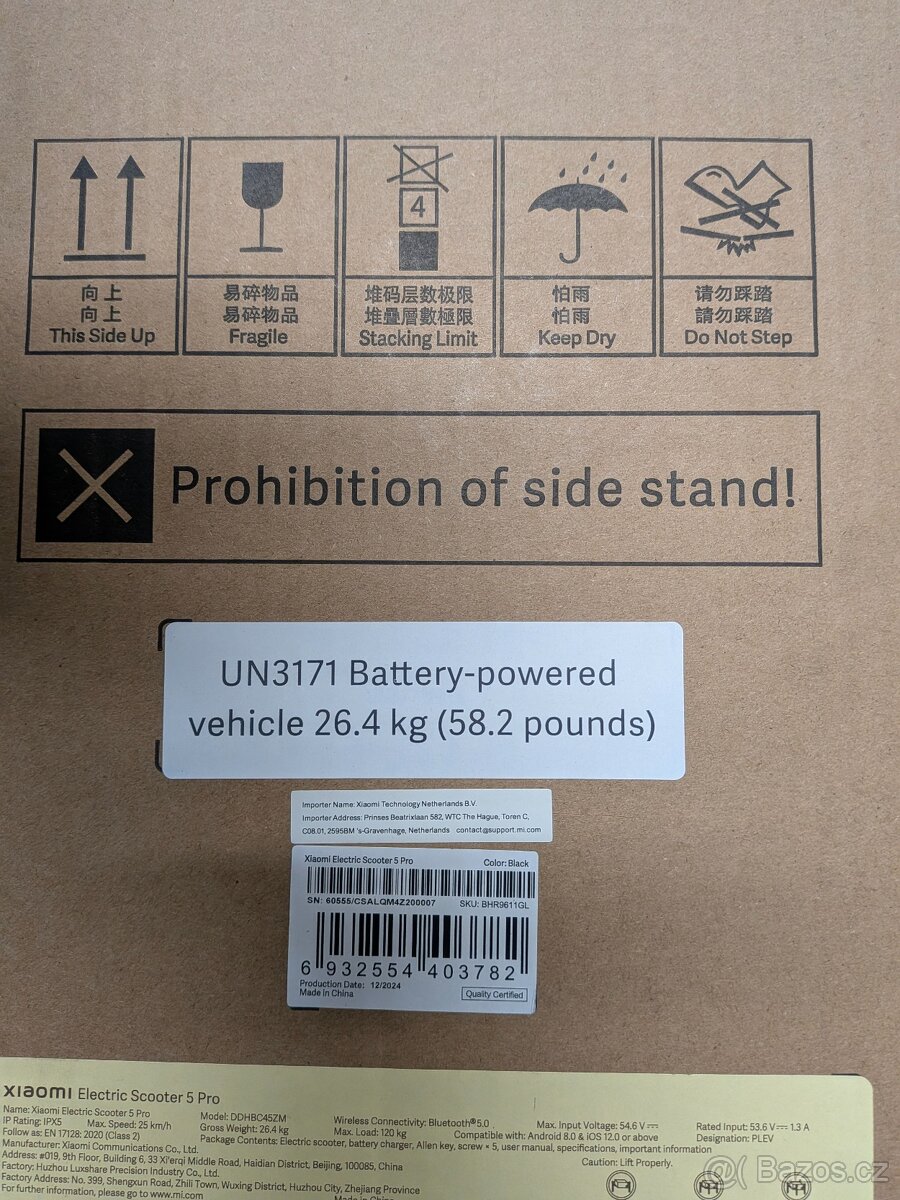 向上
向上
This Side Up
易碎物品
易碎物品
Fragile
4
堆码层数极限
堆疊層數極限
Stacking Limit
怕雨
怕雨
Keep Dry
请勿踩踏
請勿踩踏
Do Not Step
Prohibition of side stand!
UN3171 Battery-powered
vehicle 26.4 kg (58.2 pounds)
Importer Name: Xiaomi Technology Netherlands B.V.
Importer Address: Prinses Beatrixlaan 582, WTC The Hague, Toren C,
C08.01, 2595BM 's-Gravenhage, Netherlands contact@support.mi.com
Xiaomi Electric Scooter 5 Pro Color: Black
SN: 60555/CSALQM4Z200007 SKU: BHR9611GL
6 932554 403782
Production Date: 12/2024
Made in China Quality Certified
xiaomi Electric Scooter 5 Pro
Name: Xiaomi Electric Scooter 5 Pro Model: DDHBC45ZM Wireless Connectivity: Bluetooth® 5.0 Max. Input Voltage: 54.6 V⎓ Rated Input: 53.6 V⎓ 1.3 A
IP Rating: IPX5 Max. Speed: 25 km/h Gross Weight: 26.4 kg Max. Load: 120 kg Compatible with: Android 8.0 & iOS 12.0 or above Designation: PLEV
Follow as: EN 17128: 2020 (Class 2) Package Contents: Electric scooter, battery charger, Allen key, screw × 5, user manual, specifications, important information
Manufacturer: Xiaomi Communications Co., Ltd. Caution: Lift Properly.
Address: #019, 9th Floor, Building 6, 33 Xi'erqi Middle Road, Haidian District, Beijing, 100085, China
Factory: Huzhou Luxshare Precision Industry Co., Ltd.
Factory Address: No. 399, Shengxun Road, Zhili Town, Wuxing District, Huzhou City, Zhejiang Province
For further information, please go to www.mi.com Made in China
Bazos.cz